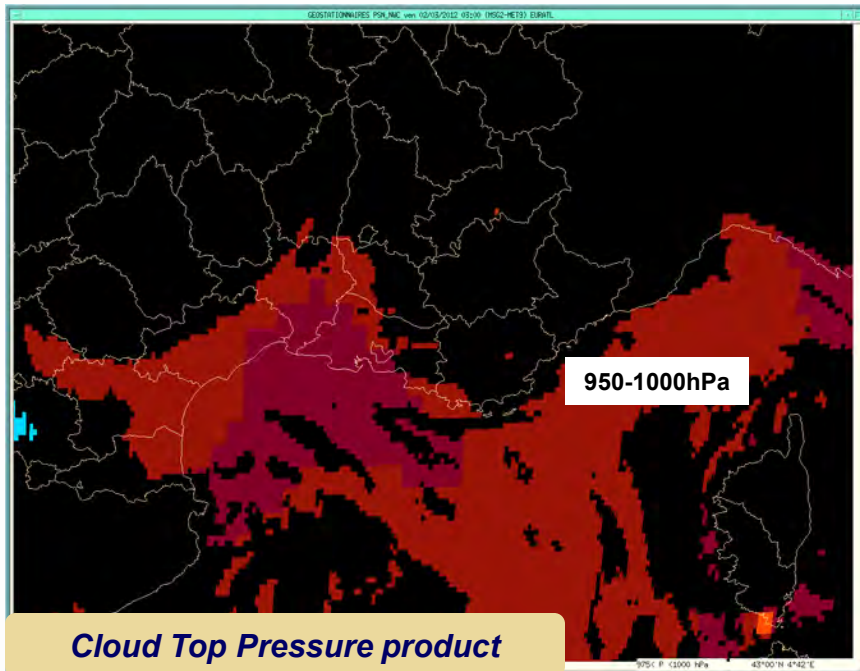 GEOSTATIONNAIRES PSN_NWC ven 02/03/2012 03:00 (MSG2-MET9) EURATL
950-1000hPa
Cloud Top Pressure product
975< P <1000 hPa 43°00'N 4°42'E